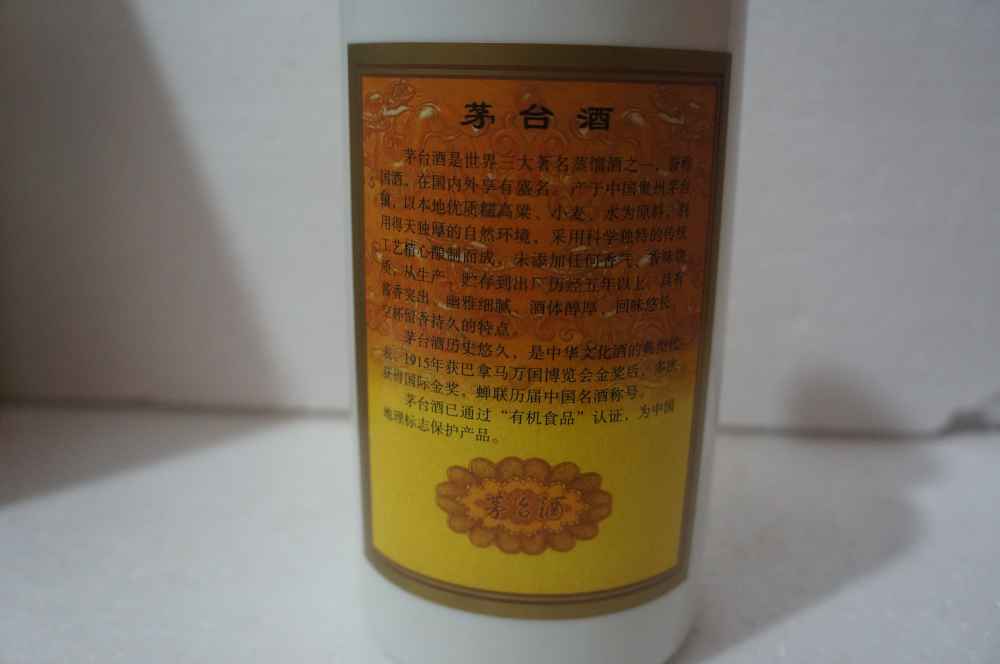 茅台酒
茅台酒是世界三大著名蒸馏酒之一，誉称
国酒。在国内外享有盛名。产于中国贵州茅台
镇，以本地优质糯高粱、小麦、水为原料，利
用得天独厚的自然环境，采用科学独特的传统
工艺精心酿制而成，未添加任何香气、香味物
质，从生产、贮存到出厂历经五年以上，具有
酱香突出、幽雅细腻、酒体醇厚、回味悠长、
空杯留香持久的特点。
茅台酒历史悠久，是中华文化酒的典型代
表，1915年获巴拿马万国博览会金奖后，多次
获得国际金奖，蝉联历届中国名酒称号。
茅台酒已通过“有机食品”认证，为中国
地理标志保护产品。
茅台酒